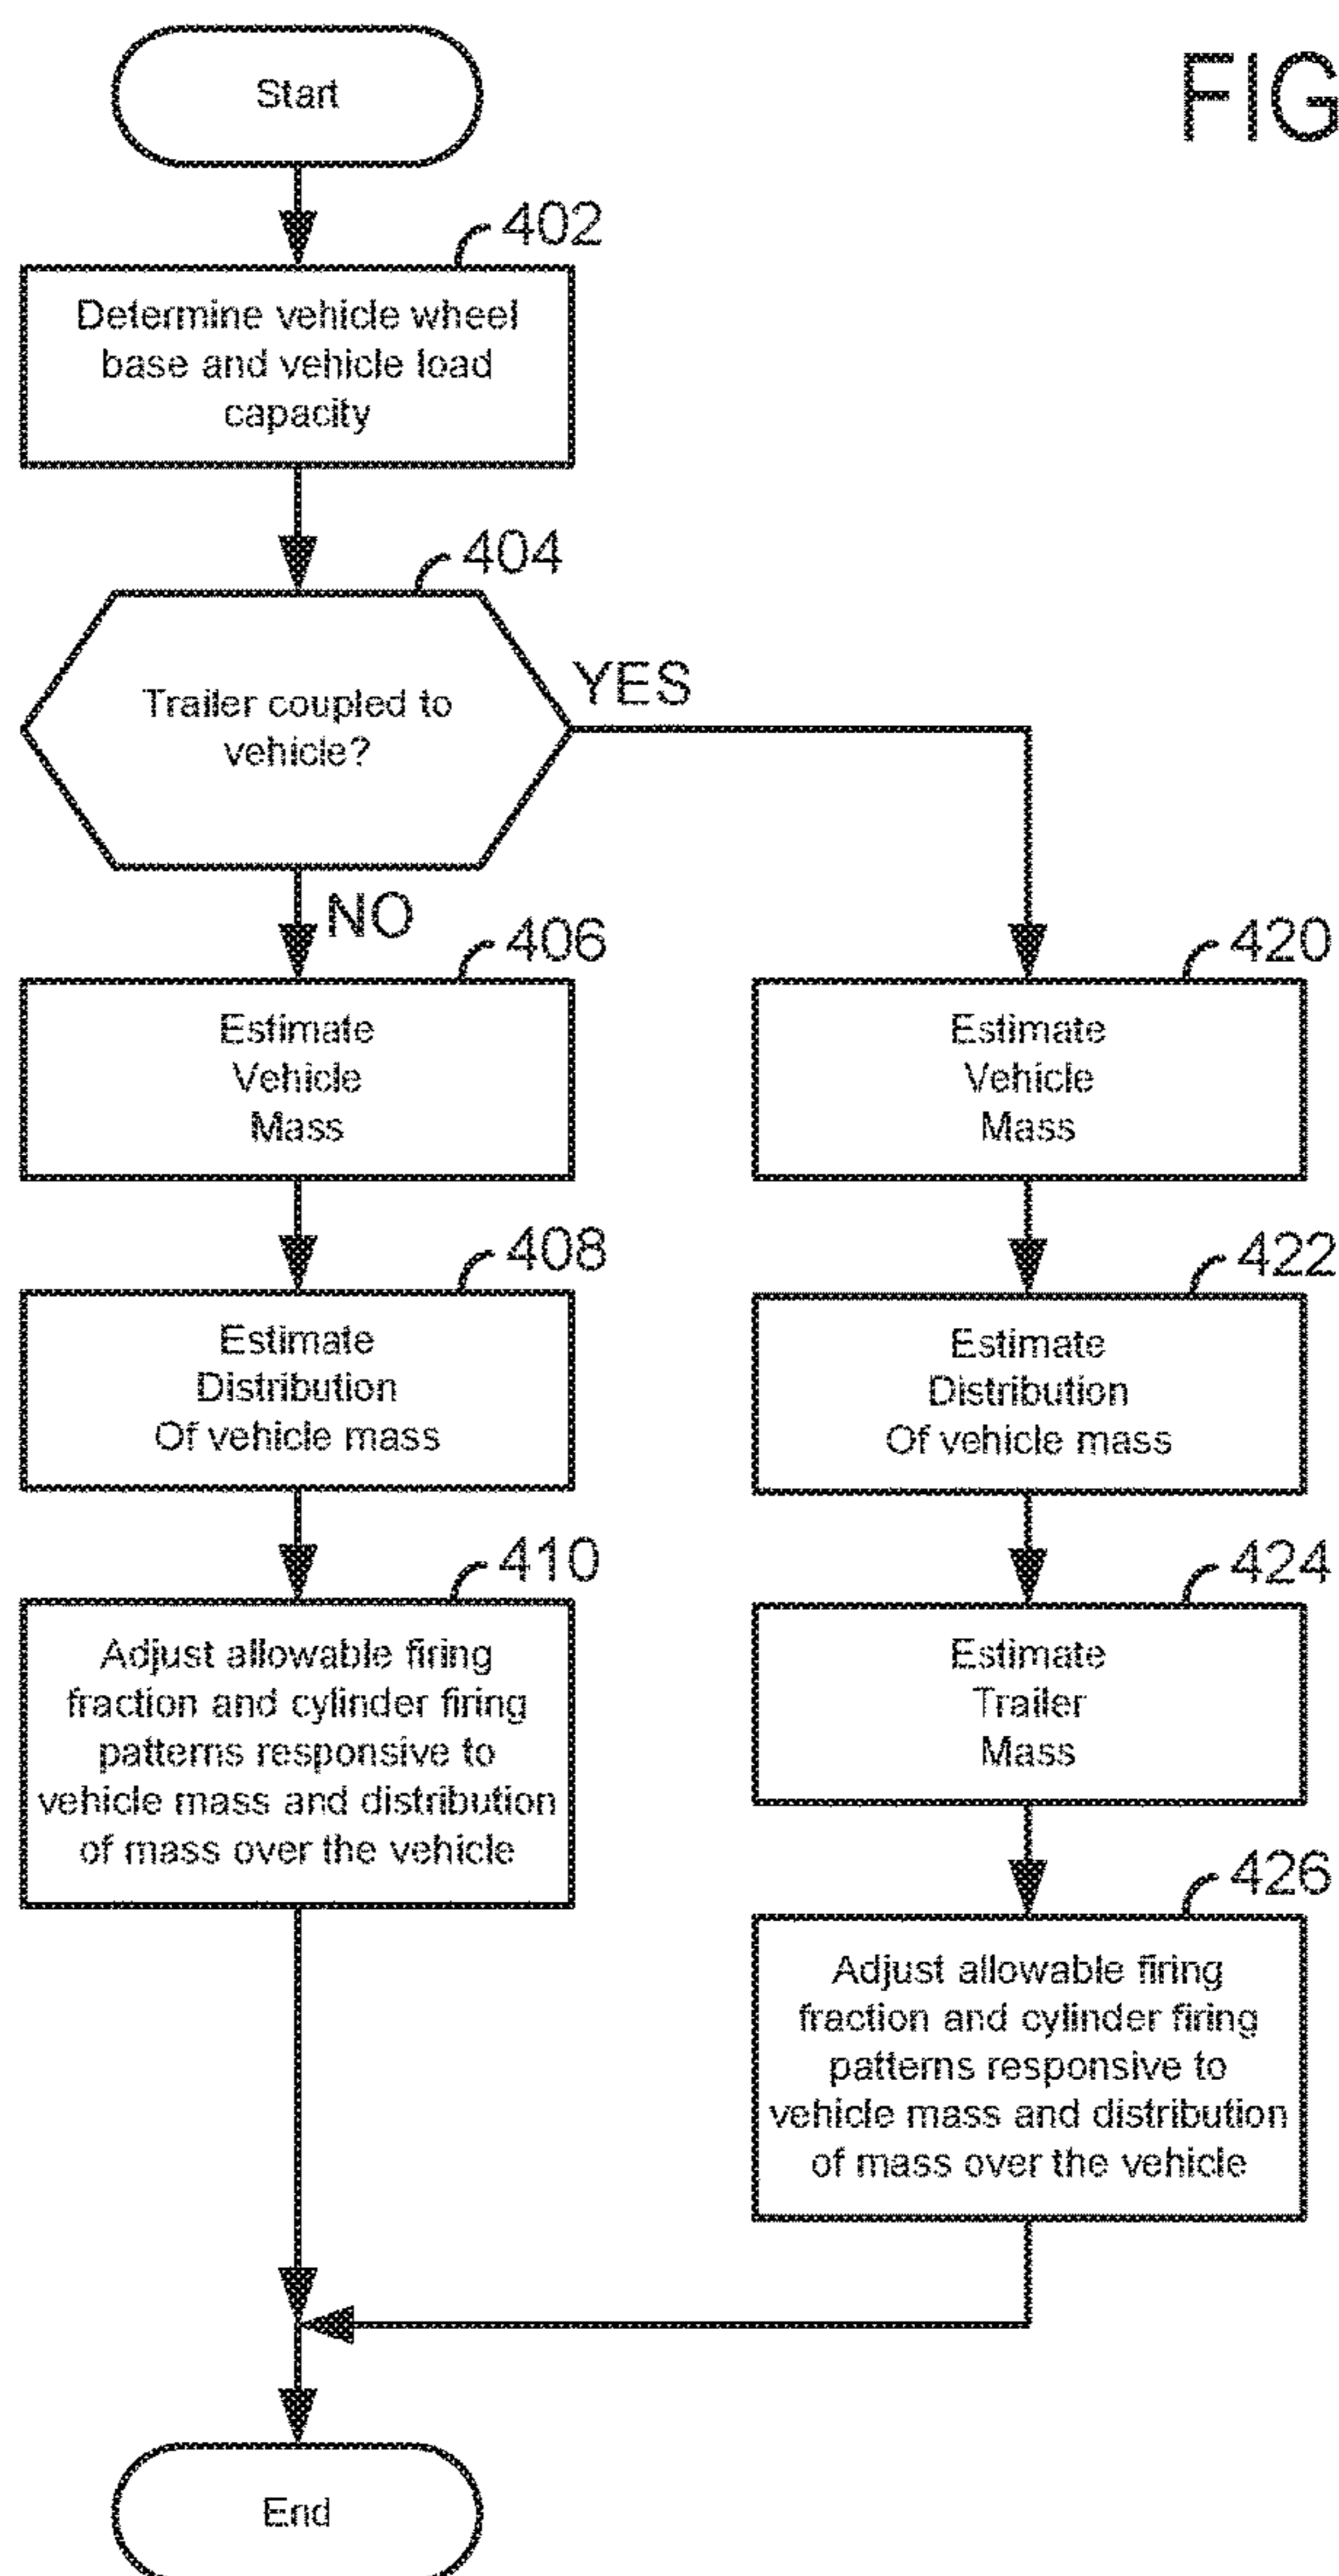 FIG
Start
402
Determine vehicle wheel
base and vehicle load
capacity
404
Trailer coupled to
vehicle?
YES
NO
406
Estimate
Vehicle
Mass
408
Estimate
Distribution
Of vehicle mass
410
Adjust allowable firing
fraction and cylinder firing
patterns responsive to
vehicle mass and distribution
of mass over the vehicle
420
Estimate
Vehicle
Mass
422
Estimate
Distribution
Of vehicle mass
424
Estimate
Trailer
Mass
426
Adjust allowable firing
fraction and cylinder firing
patterns responsive to
vehicle mass and distribution
of mass over the vehicle
End